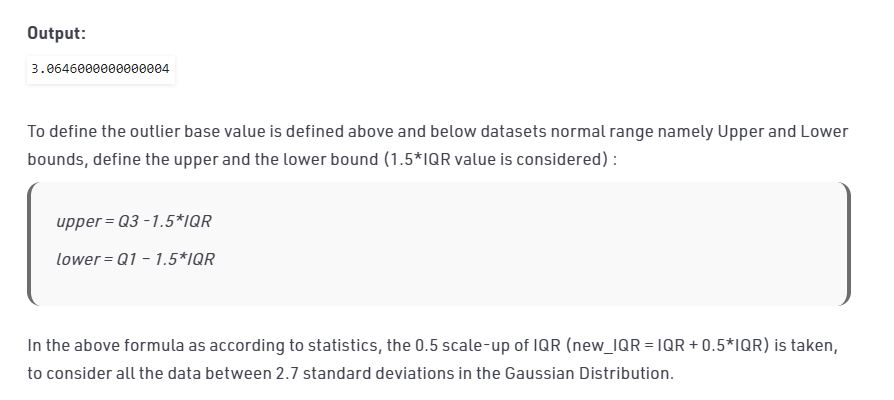 Output:
3.0646000000000004
To define the outlier base value is defined above and below datasets normal range namely Upper and Lower
bounds, define the upper and the lower bound (1.5*IQR value is considered) :
upper = Q3 -1.5*IQR
lower = Q1 – 1.5*IQR
In the above formula as according to statistics, the 0.5 scale-up of IQR (new_IQR = IQR + 0.5*IQR) is taken,
to consider all the data between 2.7 standard deviations in the Gaussian Distribution.